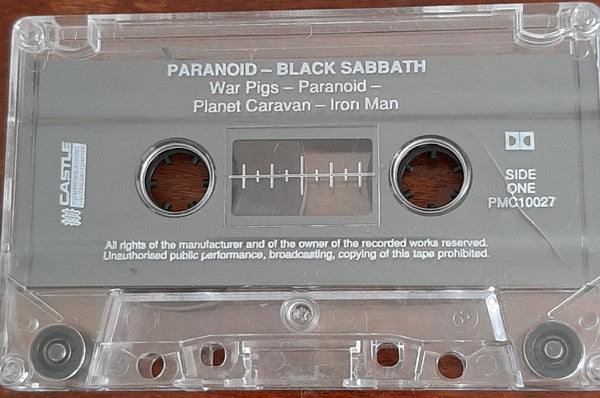 PARANOID – BLACK SABBATH
War Pigs – Paranoid –
Planet Caravan – Iron Man
CASTLE
COMMUNICATIONS
SIDE
ONE
PMC10027
All rights of the manufacturer and of the owner of the recorded works reserved.
Unauthorised public performance, broadcasting, copying of this tape prohibited.